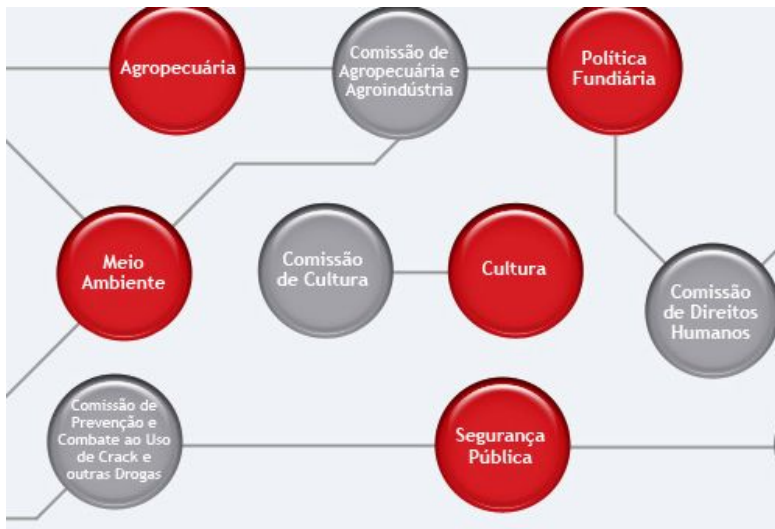 Agropecuária
Comissão de
Agropecuária e
Agroindústria
Política
Fundiária
Meio
Ambiente
Comissão
de Cultura
Cultura
Comissão
de Direitos
Humanos
Comissão de
Prevenção e
Combate ao Uso
de Crack e
outras Drogas
Segurança
Pública